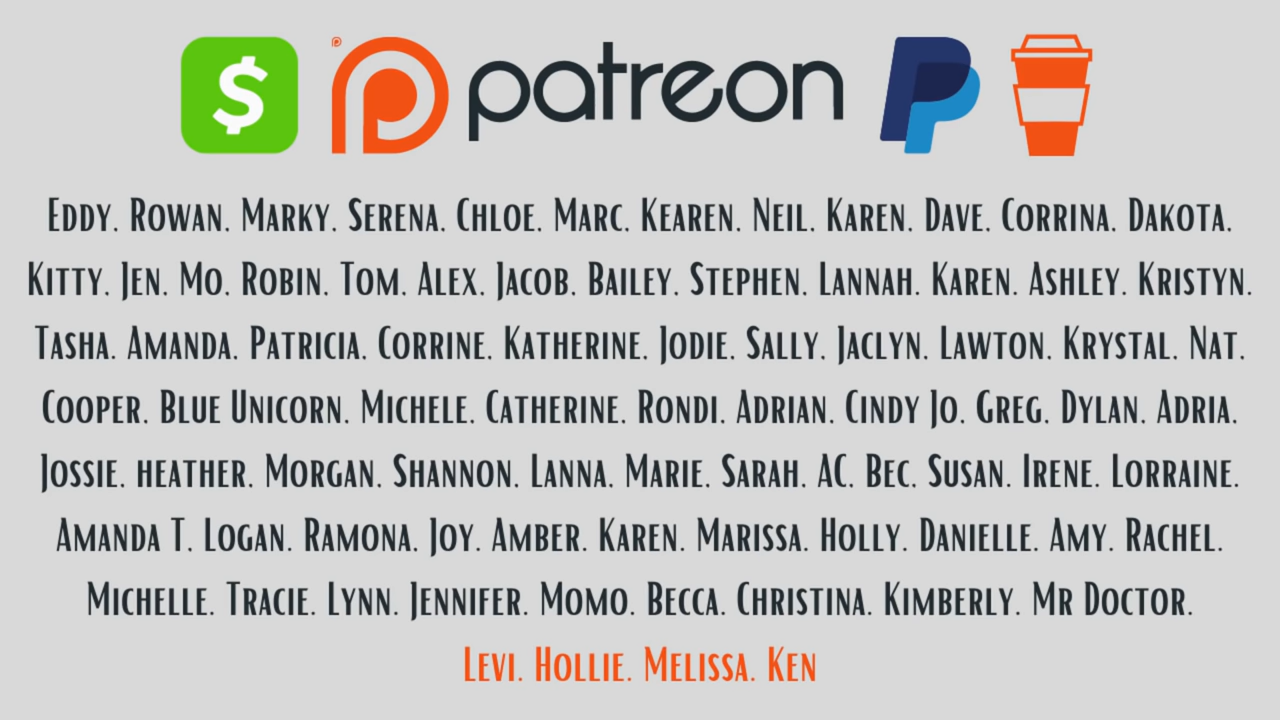 $ patreon
Eddy. Rowan. Marky. Serena. Chloe. Marc. Kearen. Neil. Karen. Dave. Corrina. Dakota.
Kitty. Jen. Mo. Robin. Tom. Alex. Jacob. Bailey. Stephen. Lannah. Karen. Ashley. Kristyn.
Tasha. Amanda. Patricia. Corrine. Katherine. Jodie. Sally. Jaclyn. Lawton. Krystal. Nat.
Cooper. Blue Unicorn. Michele. Catherine. Rondi. Adrian. Cindy Jo. Greg. Dylan. Adria.
Jossie. heather. Morgan. Shannon. Lanna. Marie. Sarah. AC. Bec. Susan. Irene. Lorraine.
Amanda T. Logan. Ramona. Joy. Amber. Karen. Marissa. Holly. Danielle. Amy. Rachel.
Michelle. Tracie. Lynn. Jennifer. Momo. Becca. Christina. Kimberly. Mr Doctor.
Levi. Hollie. Melissa. Ken